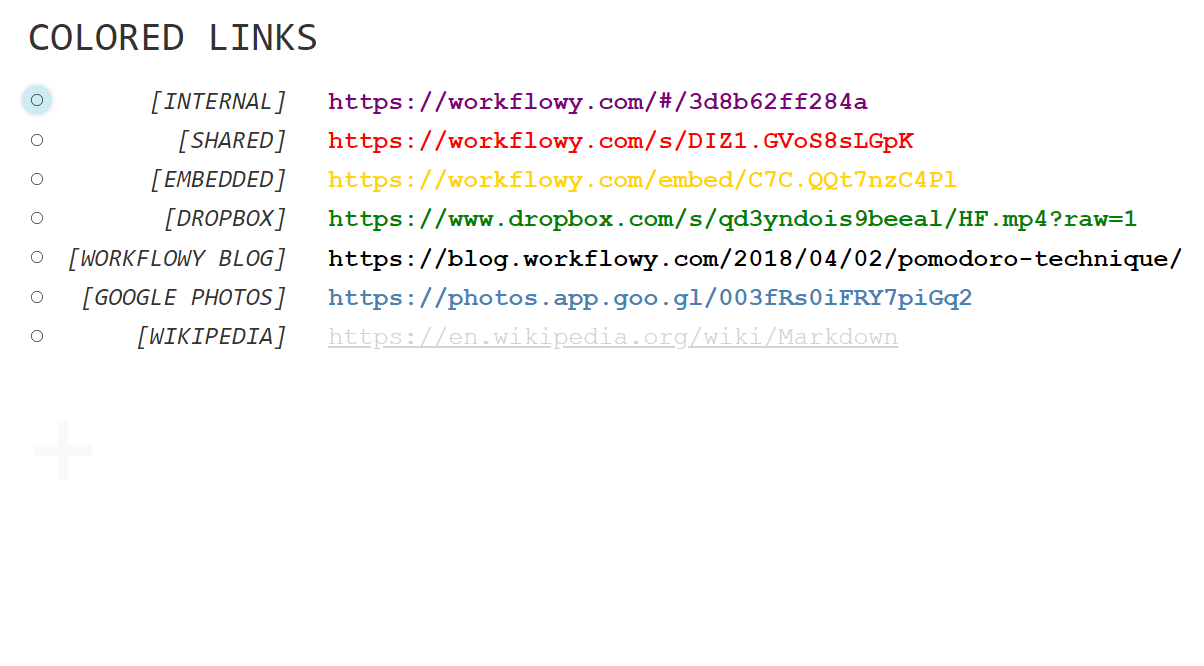 COLORED LINKS
[INTERNAL] https://workflowy.com/#/3d8b62ff284a
[SHARED] https://workflowy.com/s/DIZ1.GVoS8sLGpK
[EMBEDDED] https://workflowy.com/embed/C7C.QQt7nzC4Pl
[DROPBOX] https://www.dropbox.com/s/qd3yndois9beeal/HF.mp4?raw=1
[WORKFLOWY BLOG] https://blog.workflowy.com/2018/04/02/pomodoro-technique/
[GOOGLE PHOTOS] https://photos.app.goo.gl/003fRs0iFRY7piGq2
[WIKIPEDIA] https://en.wikipedia.org/wiki/Markdown